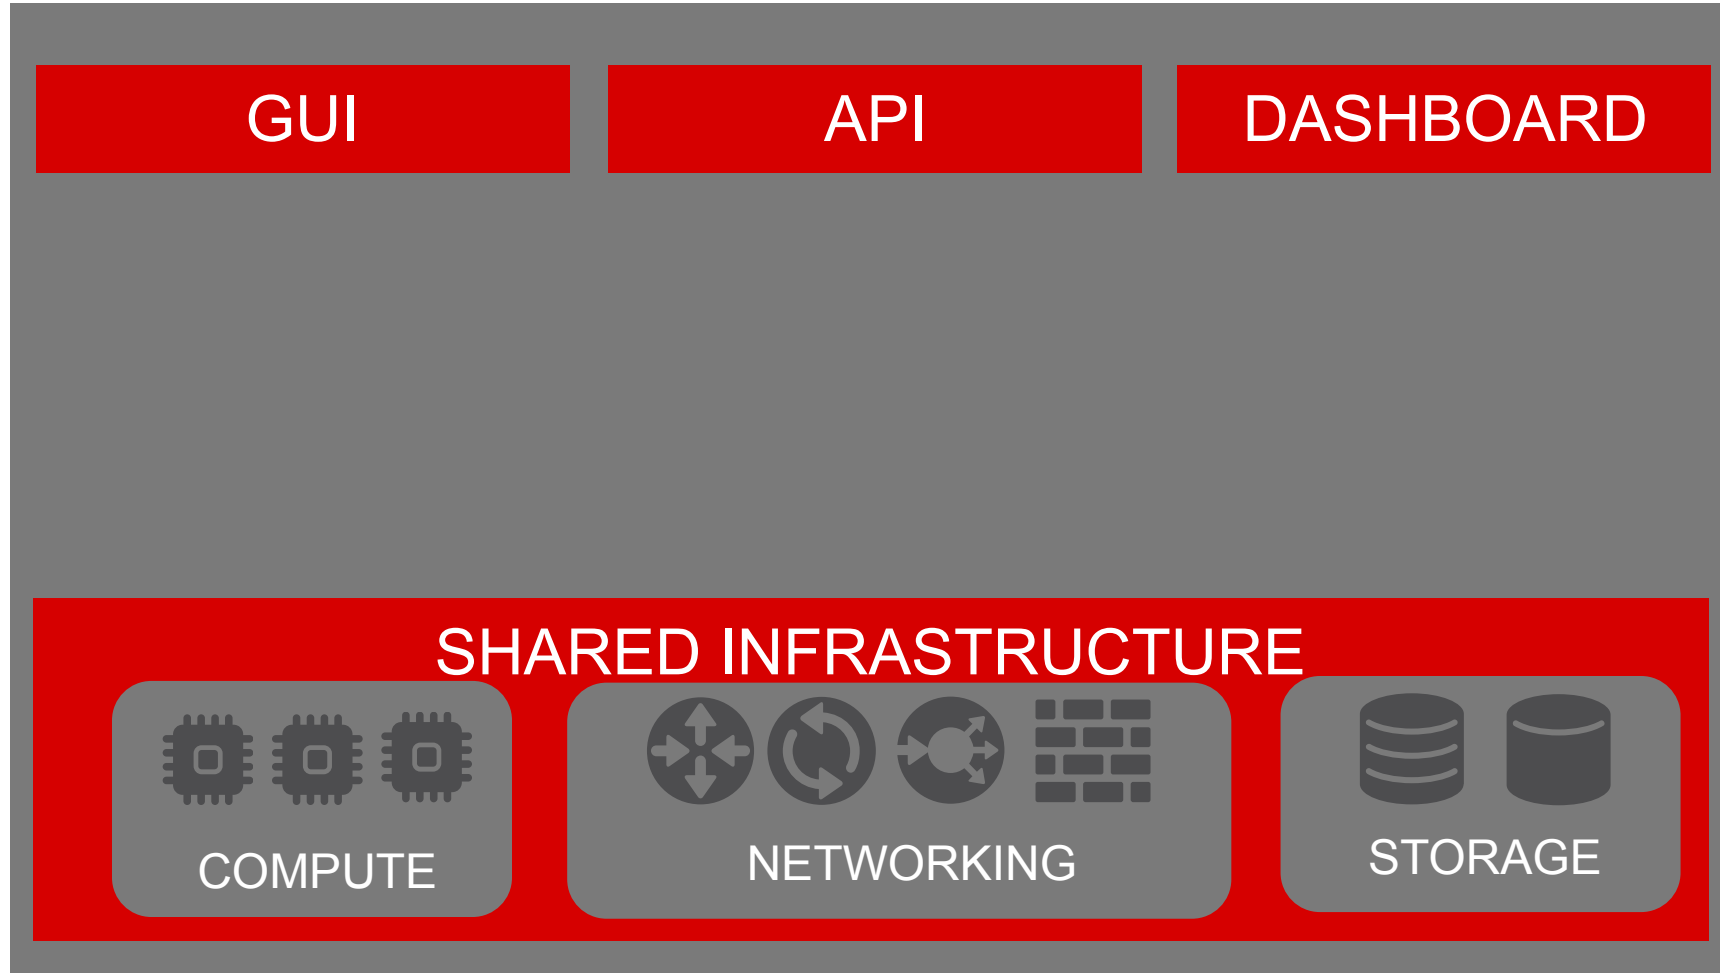 GUI
API
DASHBOARD
SHARED INFRASTRUCTURE
COMPUTE
NETWORKING
STORAGE